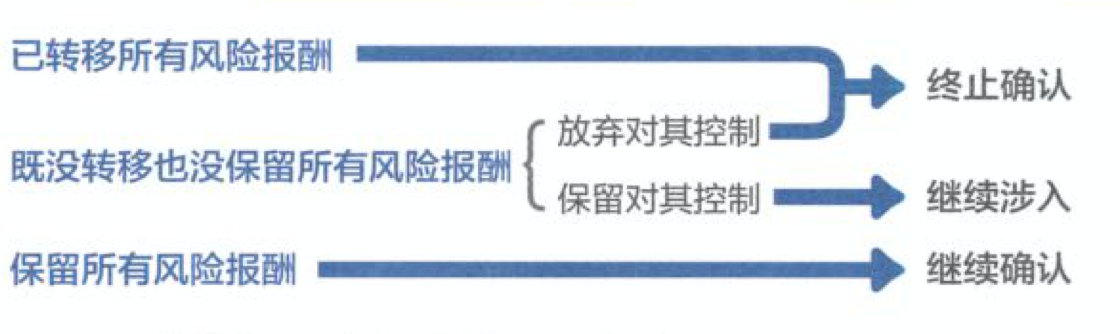 已转移所有风险报酬
终止确认
放弃对其控制
既没转移也没保留所有风险报酬
保留对其控制
继续涉入
保留所有风险报酬
继续确认